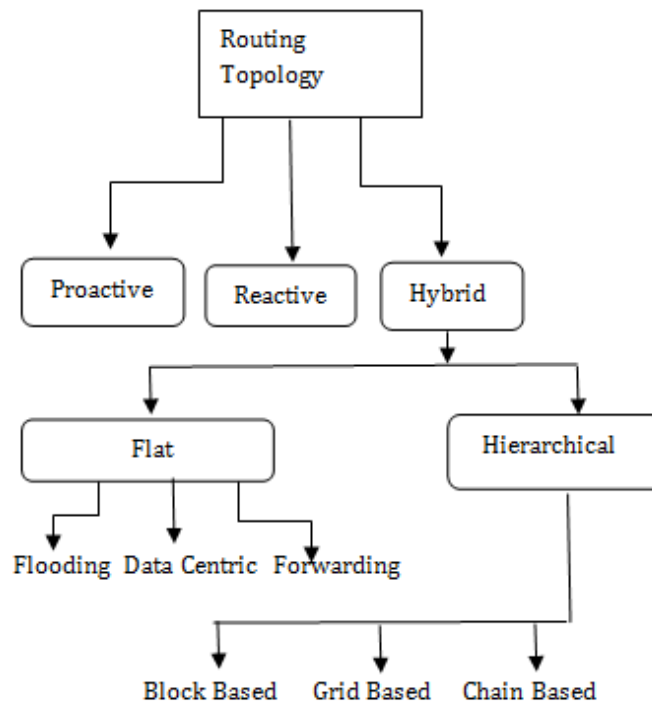 Routing
Topology
Proactive
Reactive
Hybrid
Flat
Hierarchical
Flooding
Data Centric
Forwarding
Block Based
Grid Based
Chain Based